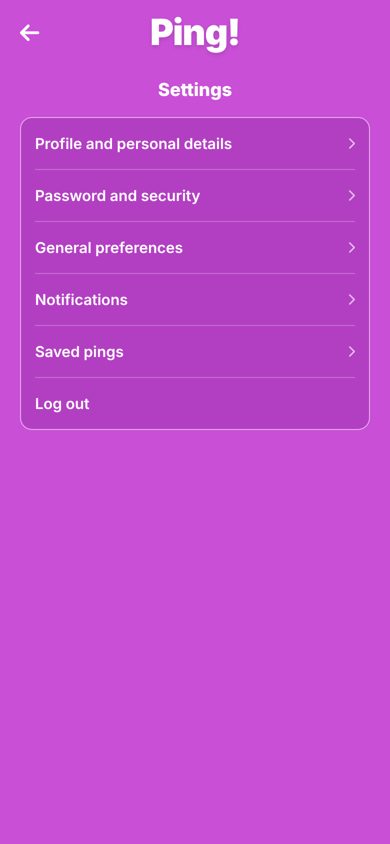 Ping!
Settings
Profile and personal details
Password and security
General preferences
Notifications
Saved pings
Log out